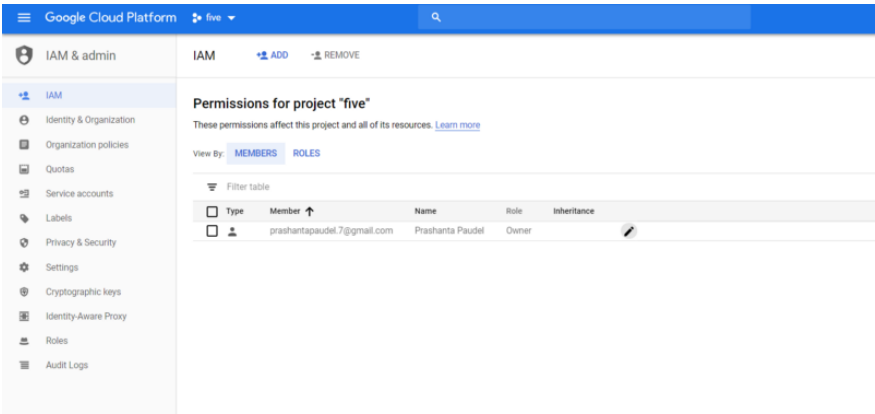 Google Cloud Platform five
IAM & admin
IAM
Identity & Organization
Organization policies
Quotas
Service accounts
Labels
Privacy & Security
Settings
Cryptographic keys
Identity-Aware Proxy
Roles
Audit Logs
IAM ADD REMOVE
Permissions for project "five"
These permissions affect this project and all of its resources. Learn more
View By: MEMBERS ROLES
Filter table
Type Member Name Role Inheritance
prashantapaudel.7@gmail.com Prashanta Paudel Owner